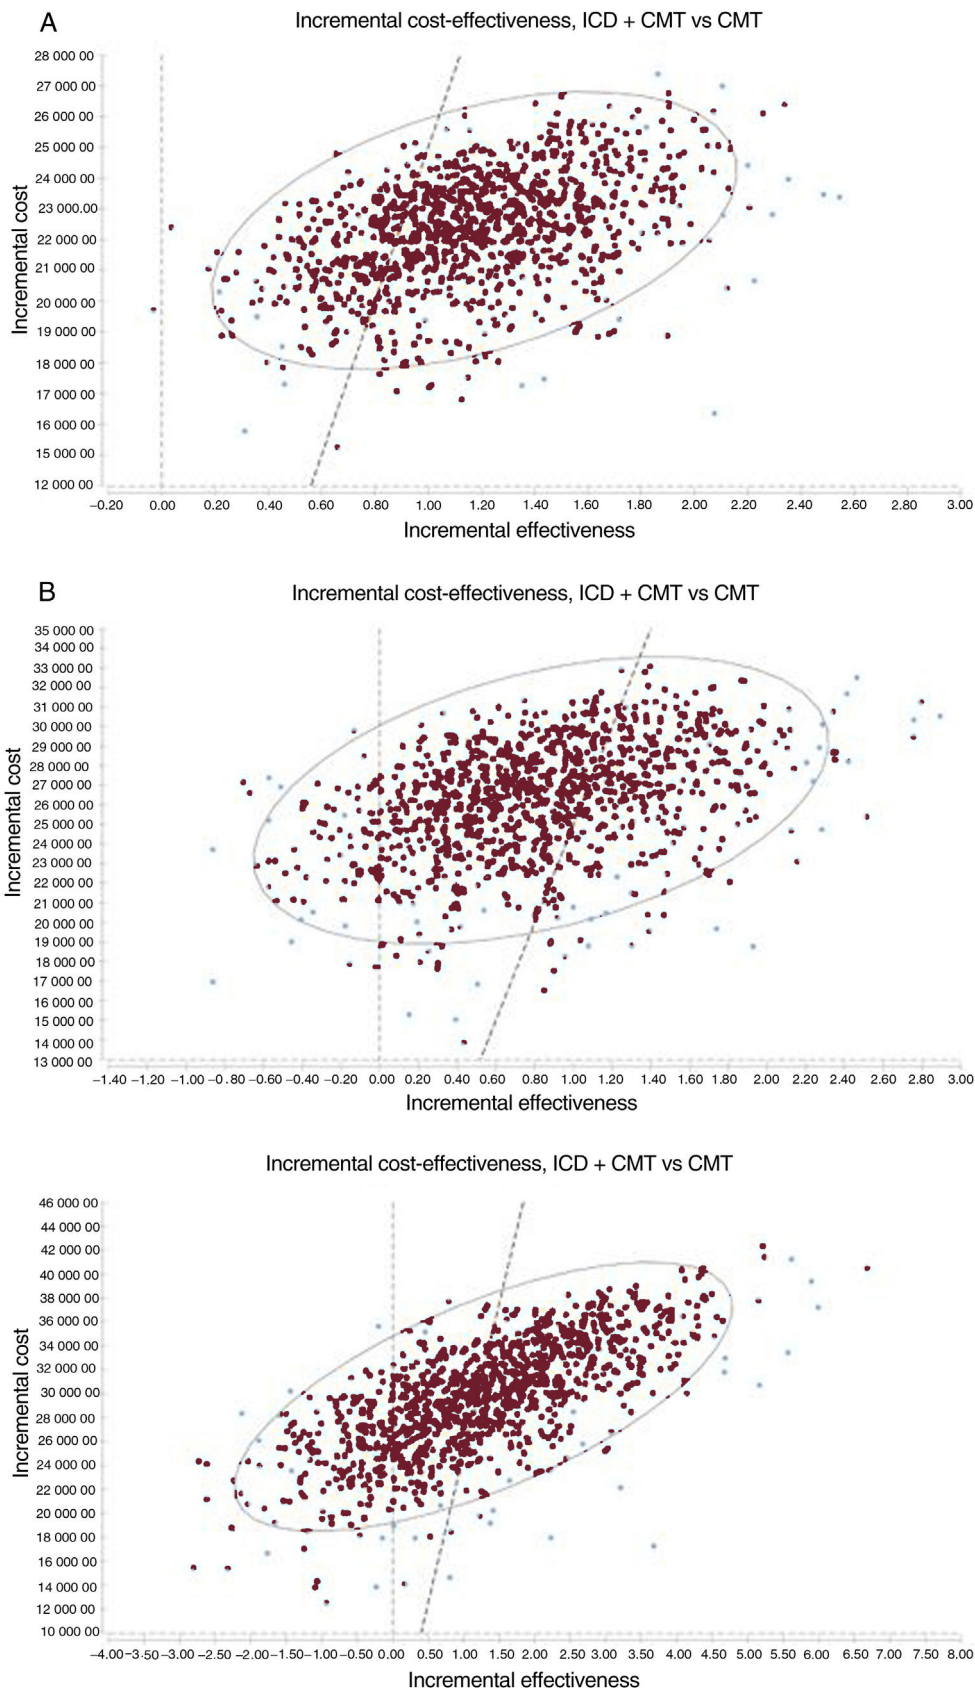 A
Incremental cost-effectiveness, ICD + CMT vs CMT
28 000 00
27 000 00
26 000 00
25 000 00
24 000 00
23 000.00
22 000 00
21 000 00
20 000 00
19 000 00
18 000 00
17 000 00
16 000 00
15 000 00
12 000 00
Incremental cost
−0.20 0.00 0.20 0.40 0.60 0.80 1.00 1.20 1.40 1.60 1.80 2.00 2.20 2.40 2.60 2.80 3.00
Incremental effectiveness
B
Incremental cost-effectiveness, ICD + CMT vs CMT
35 000 00
34 000 00
33 000 00
32 000 00
31 000 00
30 000 00
29 000 00
28 000 00
27 000 00
26 000 00
25 000 00
24 000 00
23 000 00
22 000 00
21 000 00
20 000 00
19 000 00
18 000 00
17 000 00
16 000 00
15 000 00
14 000 00
13 000 00
Incremental cost
−1.40 −1.20 −1.00 −0.80 −0.60 −0.40 −0.20 0.00 0.20 0.40 0.60 0.80 1.00 1.20 1.40 1.60 1.80 2.00 2.20 2.40 2.60 2.80 3.00
Incremental effectiveness
Incremental cost-effectiveness, ICD + CMT vs CMT
46 000 00
44 000 00
42 000 00
40 000 00
38 000 00
36 000 00
34 000 00
32 000 00
30 000 00
28 000 00
26 000 00
24 000 00
22 000 00
20 000 00
18 000 00
16 000 00
14 000 00
12 000 00
10 000 00
Incremental cost
−4.00 −3.50 −3.00 −2.50 −2.00 −1.50 −1.00 −0.50 0.00 0.50 1.00 1.50 2.00 2.50 3.00 3.50 4.00 4.50 5.00 5.50 6.00 6.50 7.00 7.50 8.00
Incremental effectiveness